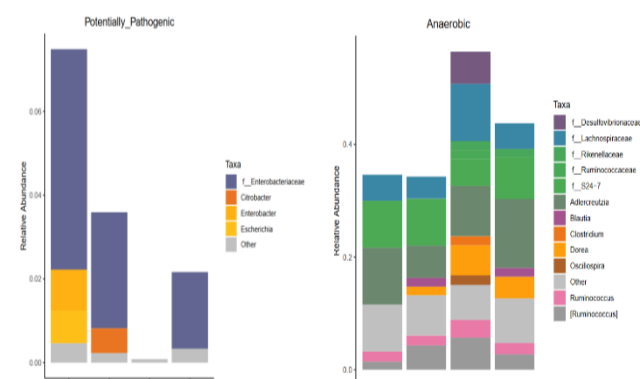 Potentially_Pathogenic
Relative Abundance
0.06
0.04
0.02
0.00
Taxa
f__Enterobacteriaceae
Citrobacter
Enterobacter
Escherichia
Other
Anaerobic
Relative Abundance
0.4
0.2
0.0
Taxa
f__Desulfovibrionaceae
f__Lachnospiraceae
f__Rikenellaceae
f__Ruminococcaceae
f__S24-7
Adlercreutzia
Blautia
Clostridium
Dorea
Oscillospira
Other
Ruminococcus
[Ruminococcus]